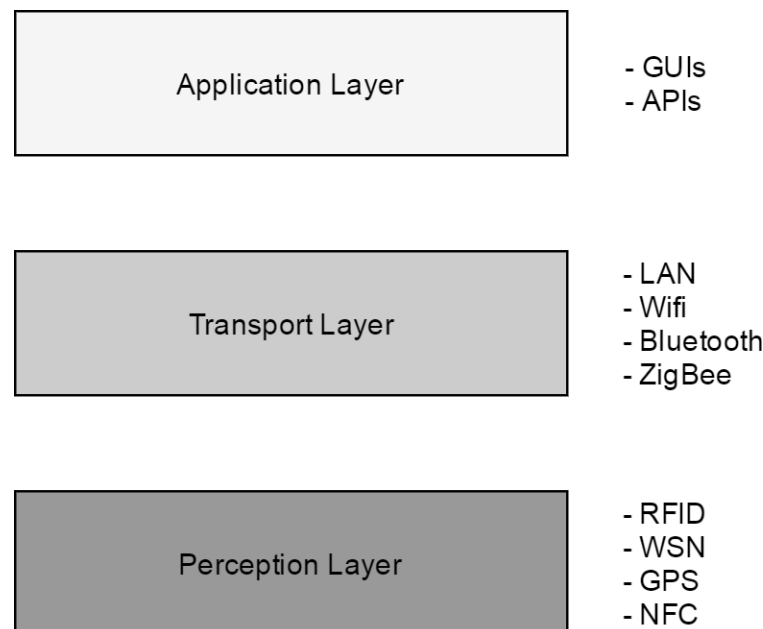 Application Layer
- GUIs
- APIs
Transport Layer
- LAN
- Wifi
- Bluetooth
- ZigBee
Perception Layer
- RFID
- WSN
- GPS
- NFC